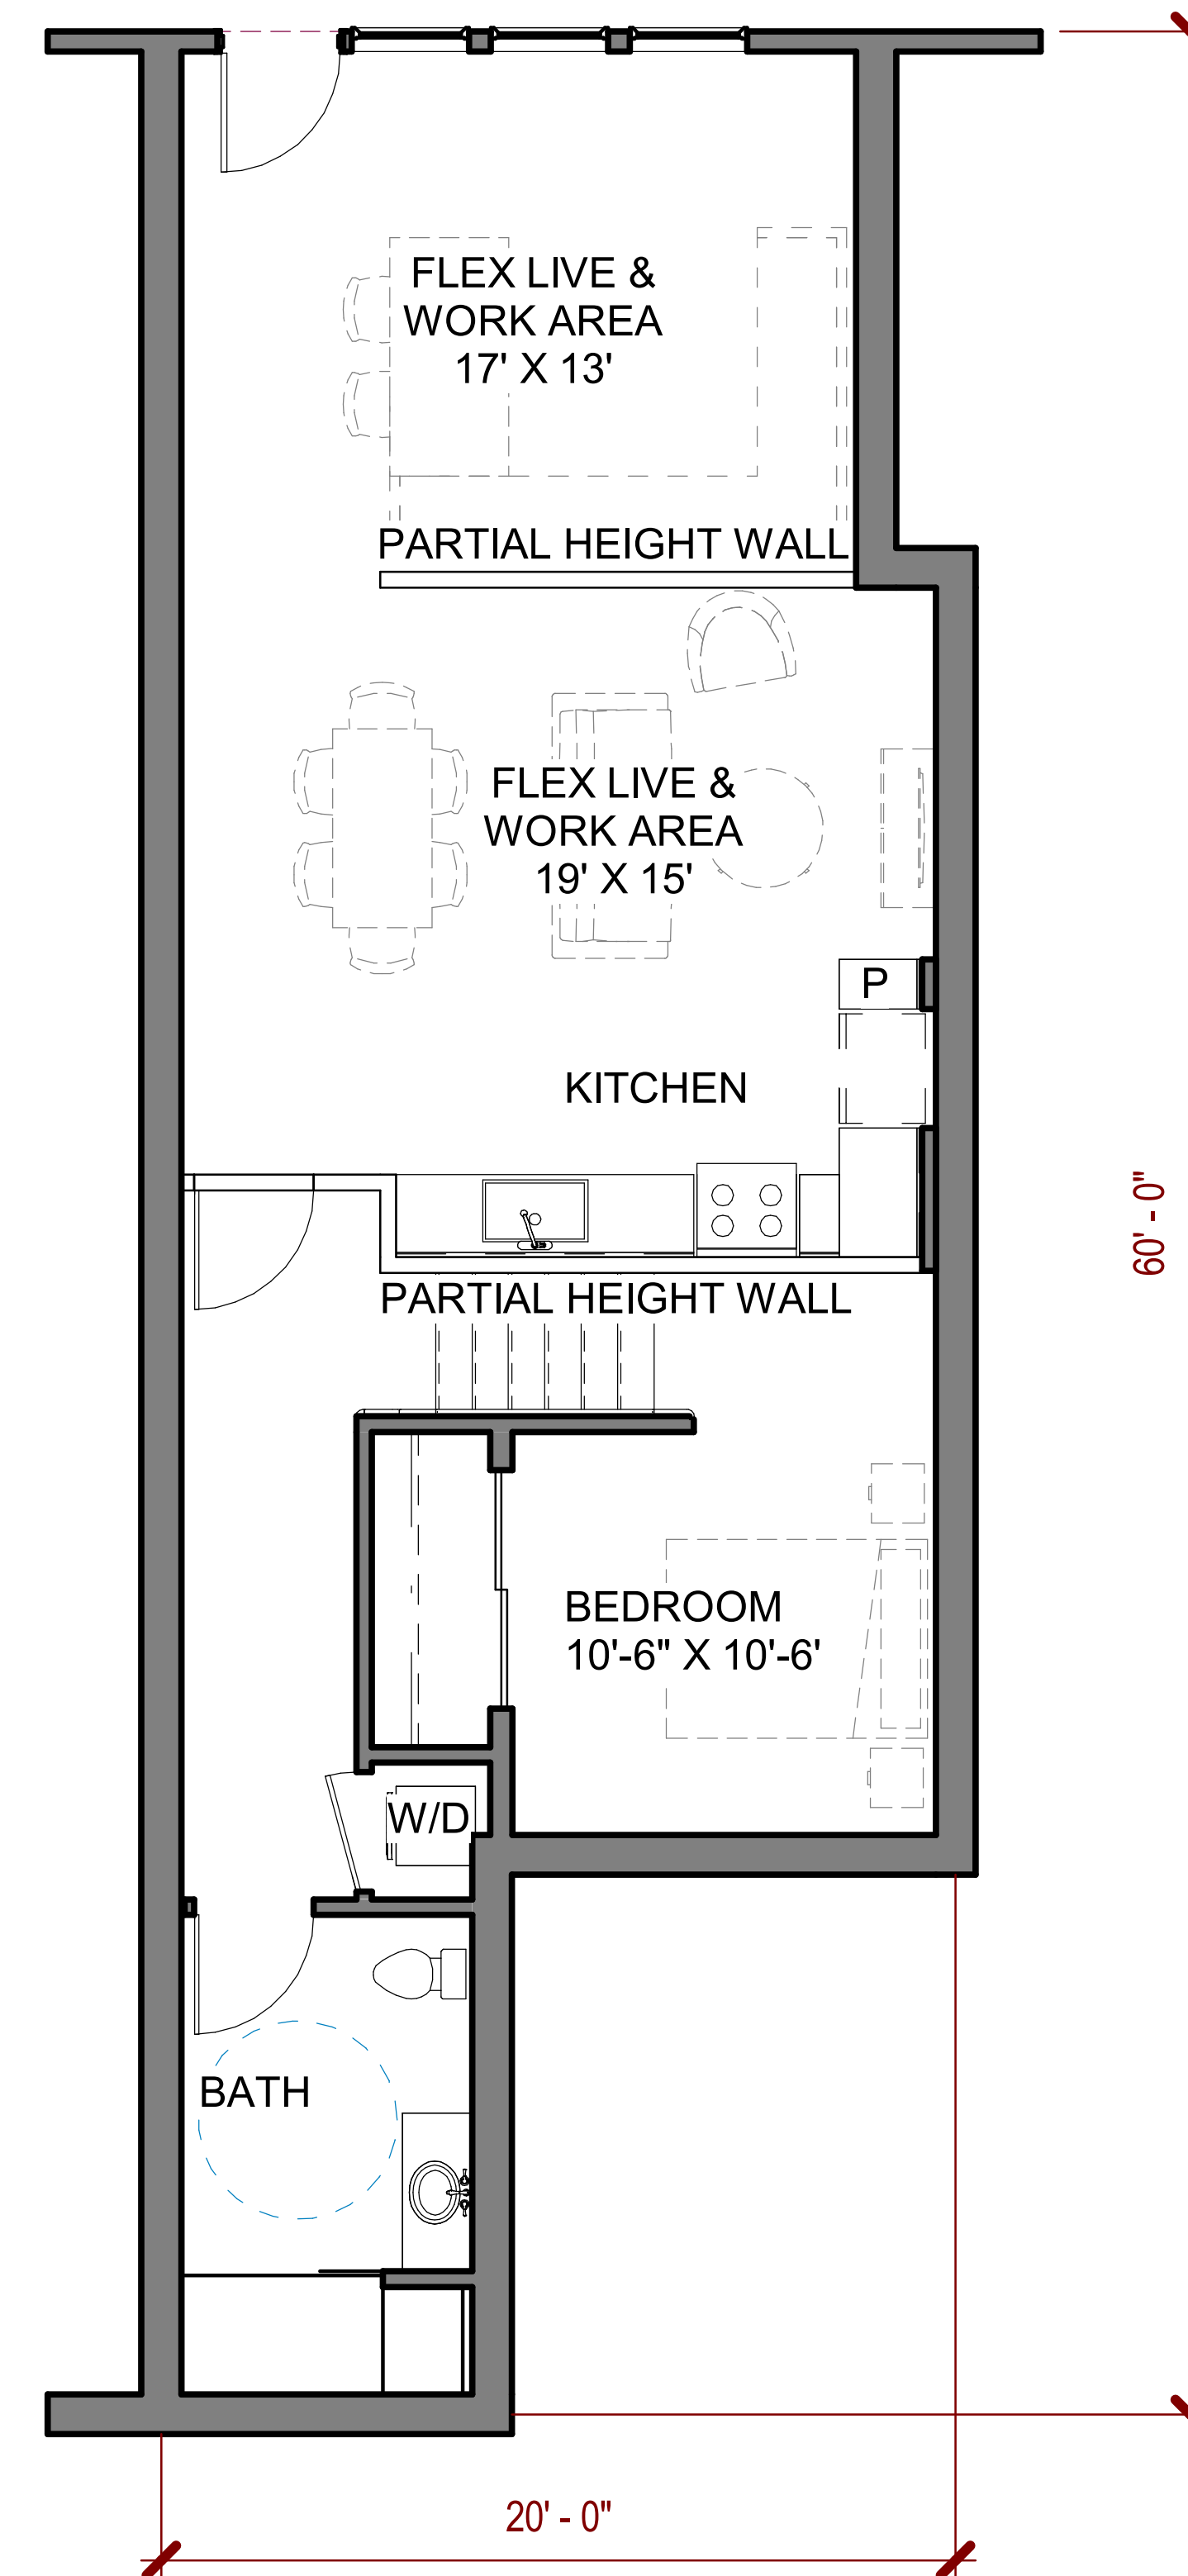 FLEX LIVE &
WORK AREA
17' X 13'
PARTIAL HEIGHT WALL
FLEX LIVE &
WORK AREA
19' X 15'
P
KITCHEN
60' - 0"
PARTIAL HEIGHT WALL
BEDROOM
10'-6" X 10'-6'
W/D
BATH
20' - 0"